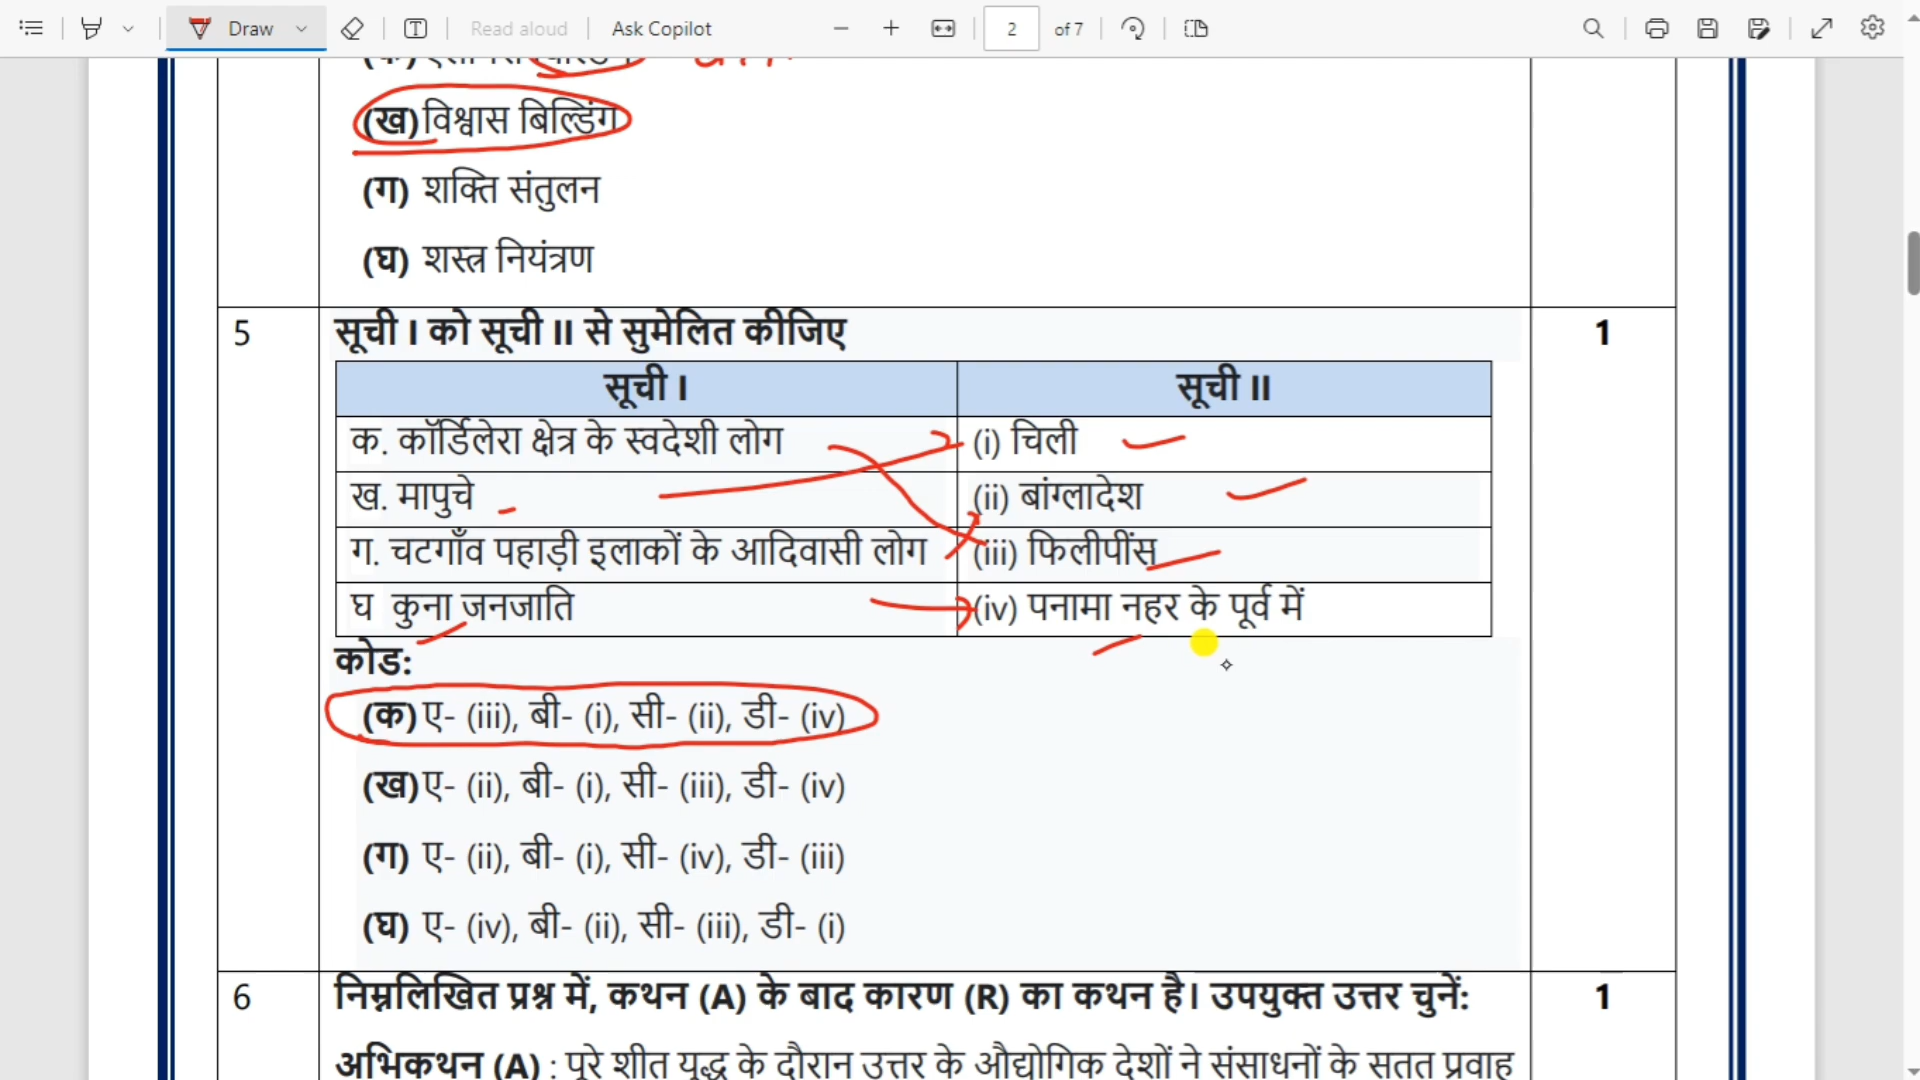 Draw
Read aloud
Ask Copilot
2
of 7
(ख) विश्वास बिल्डिंग
(ग) शक्ति संतुलन
(घ) शस्त्र नियंत्रण
5
सूची I को सूची II से सुमेलित कीजिए
1
सूची I
सूची II
क. कॉर्डिलेरा क्षेत्र के स्वदेशी लोग
(i) चिली
ख. मापुचे
(ii) बांग्लादेश
ग. चटगाँव पहाड़ी इलाकों के आदिवासी लोग
(iii) फिलीपींस
घ कुना जनजाति
(iv) पनामा नहर के पूर्व में
कोड:
(क) ए- (iii), बी- (i), सी- (ii), डी- (iv)
(ख) ए- (ii), बी- (i), सी- (iii), डी- (iv)
(ग) ए- (ii), बी- (i), सी- (iv), डी- (iii)
(घ) ए- (iv), बी- (ii), सी- (iii), डी- (i)
6
निम्नलिखित प्रश्न में, कथन (A) के बाद कारण (R) का कथन है। उपयुक्त उत्तर चुनें:
1
अभिकथन (A) : पूरे शीत युद्ध के दौरान उत्तर के औद्योगिक देशों ने संसाधनों के सतत प्रवाह